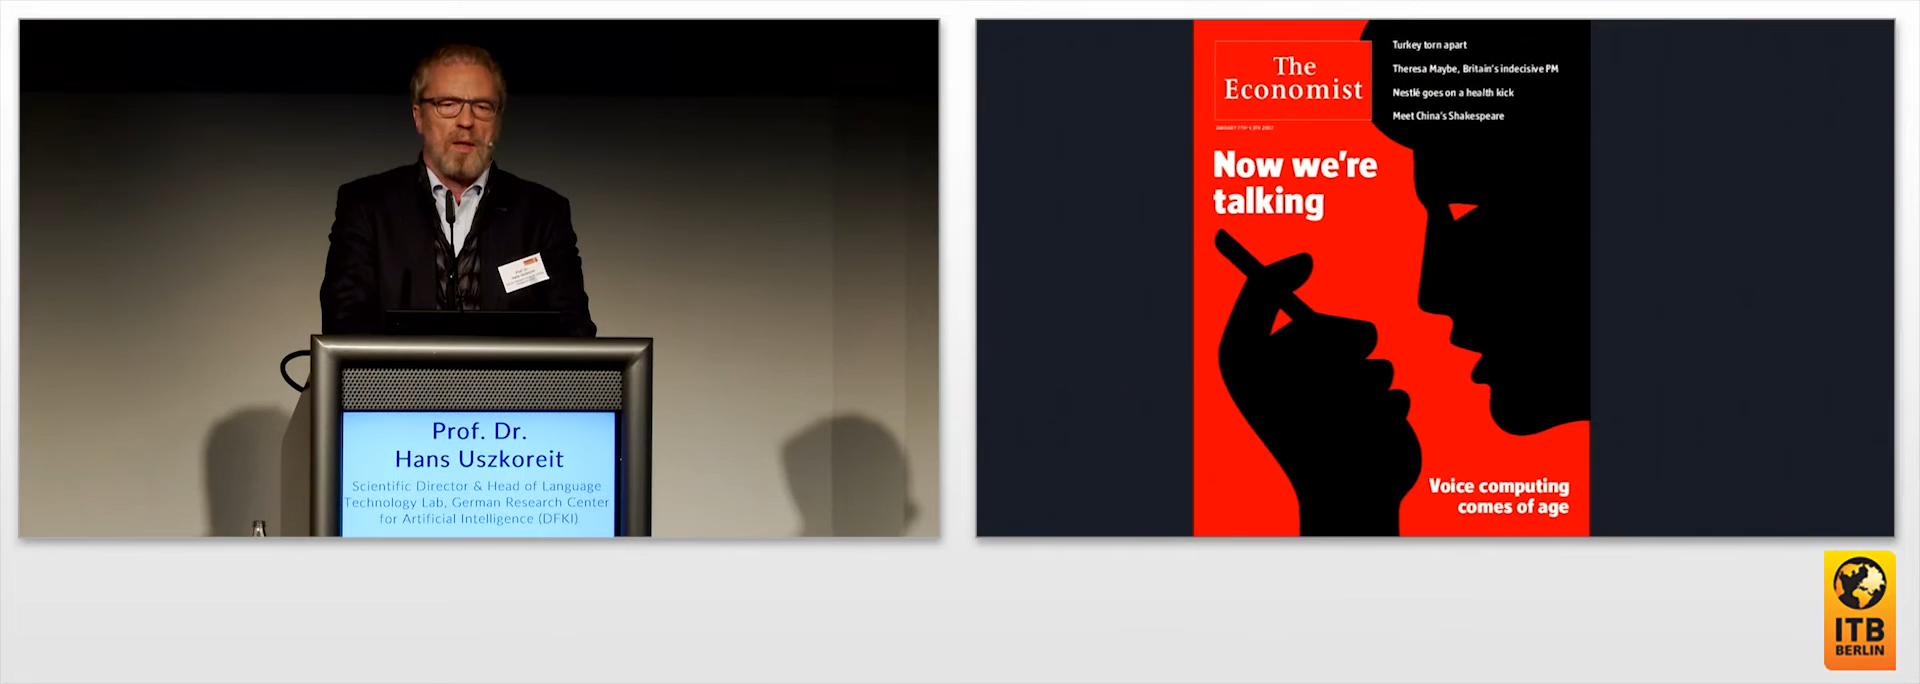 Prof. Dr.
Hans Uszkoreit
Scientific Director & Head of Language
Technology Lab, German Research Center
for Artificial Intelligence (DFKI)
The
Economist
Turkey torn apart
Theresa Maybe, Britain's indecisive PM
Nestlé goes on a health kick
Meet China's Shakespeare
Now we're
talking
Voice computing
comes of age
ITB
BERLIN